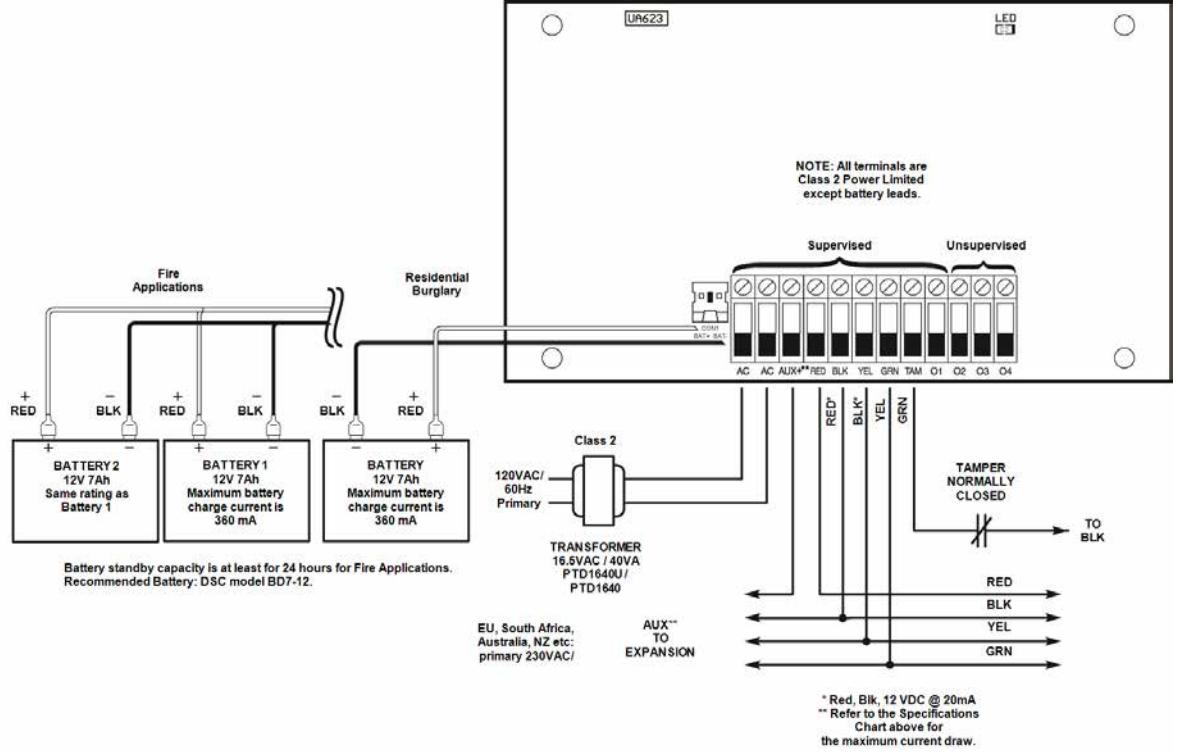 UA623
LED
NOTE: All terminals are
Class 2 Power Limited
except battery leads.
Supervised
Unsupervised
Fire
Applications
Residential
Burglary
CON1
BAT+ BAT-
AC AC AUX+** RED BLK YEL GRN TAM O1 O2 O3 O4
+
RED
–
BLK
+
RED
–
BLK
–
BLK
+
RED
+ –
BATTERY 2
12V 7Ah
Same rating as
Battery 1
+ –
BATTERY 1
12V 7Ah
Maximum battery
charge current is
360 mA
– +
BATTERY
12V 7Ah
Maximum battery
charge current is
360 mA
Battery standby capacity is at least for 24 hours for Fire Applications.
Recommended Battery: DSC model BD7-12.
RED*
BLK*
YEL
GRN
Class 2
120VAC/
60Hz
Primary
TRANSFORMER
16.5VAC / 40VA
PTD1640U/
PTD1640
TAMPER
NORMALLY
CLOSED
TO
BLK
RED
BLK
YEL
GRN
EU, South Africa,
Australia, NZ etc:
primary 230VAC/
AUX**
TO
EXPANSION
* Red, Blk, 12 VDC @ 20mA
** Refer to the Specifications
Chart above for
the maximum current draw.